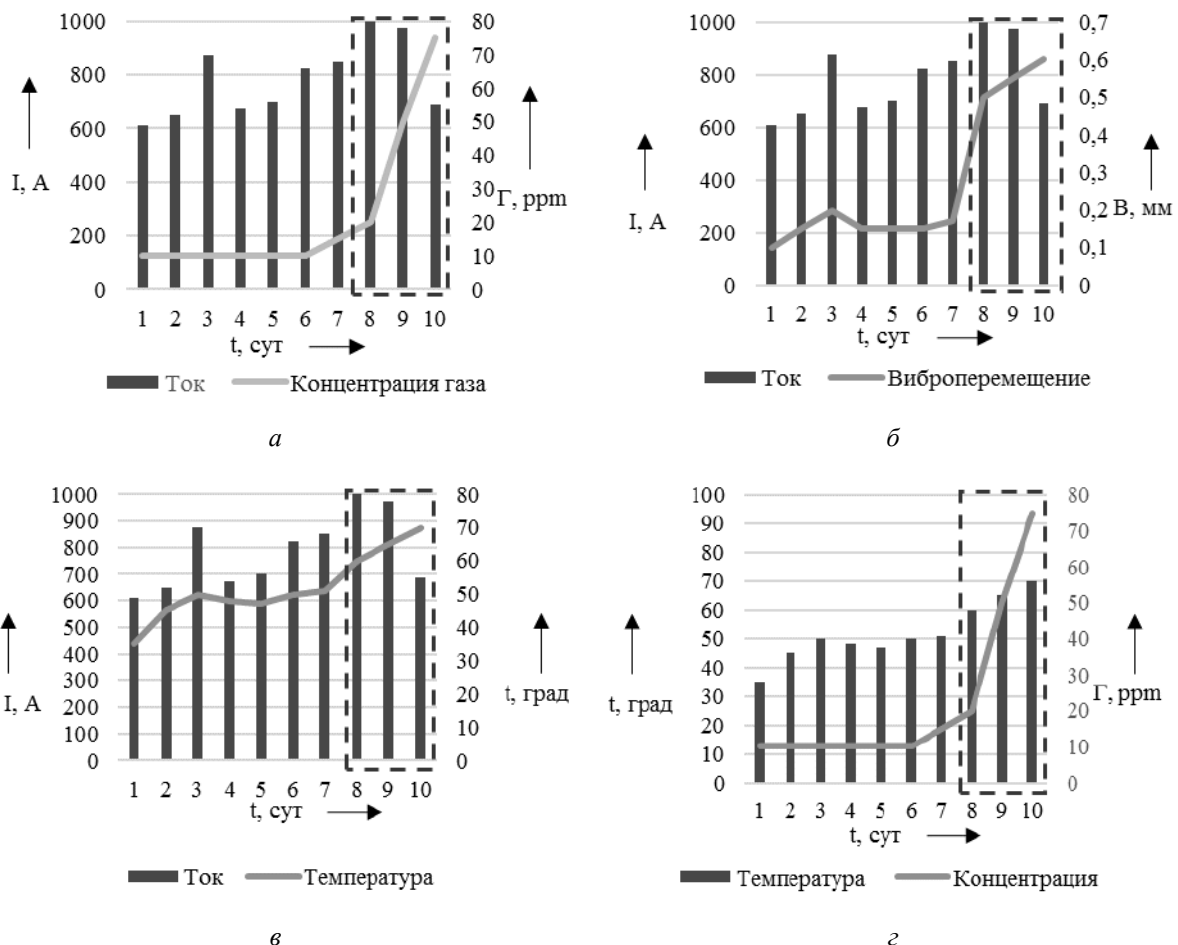 1000
800
600
400
200
0
I, А
80
70
60
50
40
30
20
10
0
Г, ppm
1 2 3 4 5 6 7 8 9 10
t, сут
Ток Концентрация газа
а
1000
800
600
400
200
0
I, А
0,7
0,6
0,5
0,4
0,3
0,2
0,1
0
В, мм
1 2 3 4 5 6 7 8 9 10
t, сут
Ток Виброперемещение
б
1000
900
800
700
600
500
400
300
200
100
0
I, А
80
70
60
50
40
30
20
10
0
t, град
1 2 3 4 5 6 7 8 9 10
t, сут
Ток Температура
в
100
90
80
70
60
50
40
30
20
10
0
t, град
80
70
60
50
40
30
20
10
0
Г, ppm
1 2 3 4 5 6 7 8 9 10
t, сут
Температура Концентрация
г